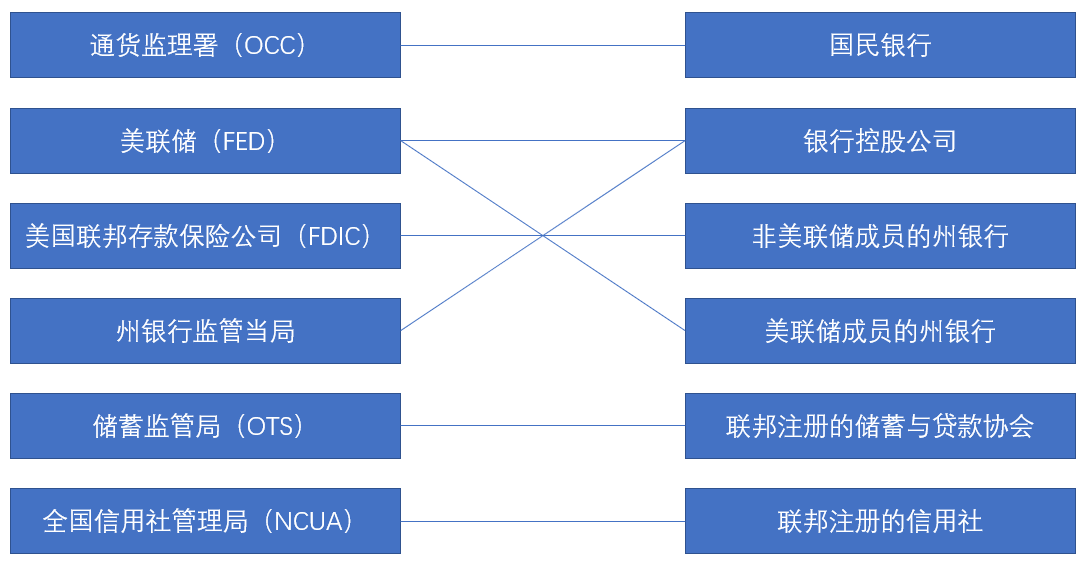 通货监理署（OCC）
国民银行
美联储（FED）
银行控股公司
美国联邦存款保险公司（FDIC）
非美联储成员的州银行
州银行监管当局
美联储成员的州银行
储蓄监管局（OTS）
联邦注册的储蓄与贷款协会
全国信用社管理局（NCUA）
联邦注册的信用社